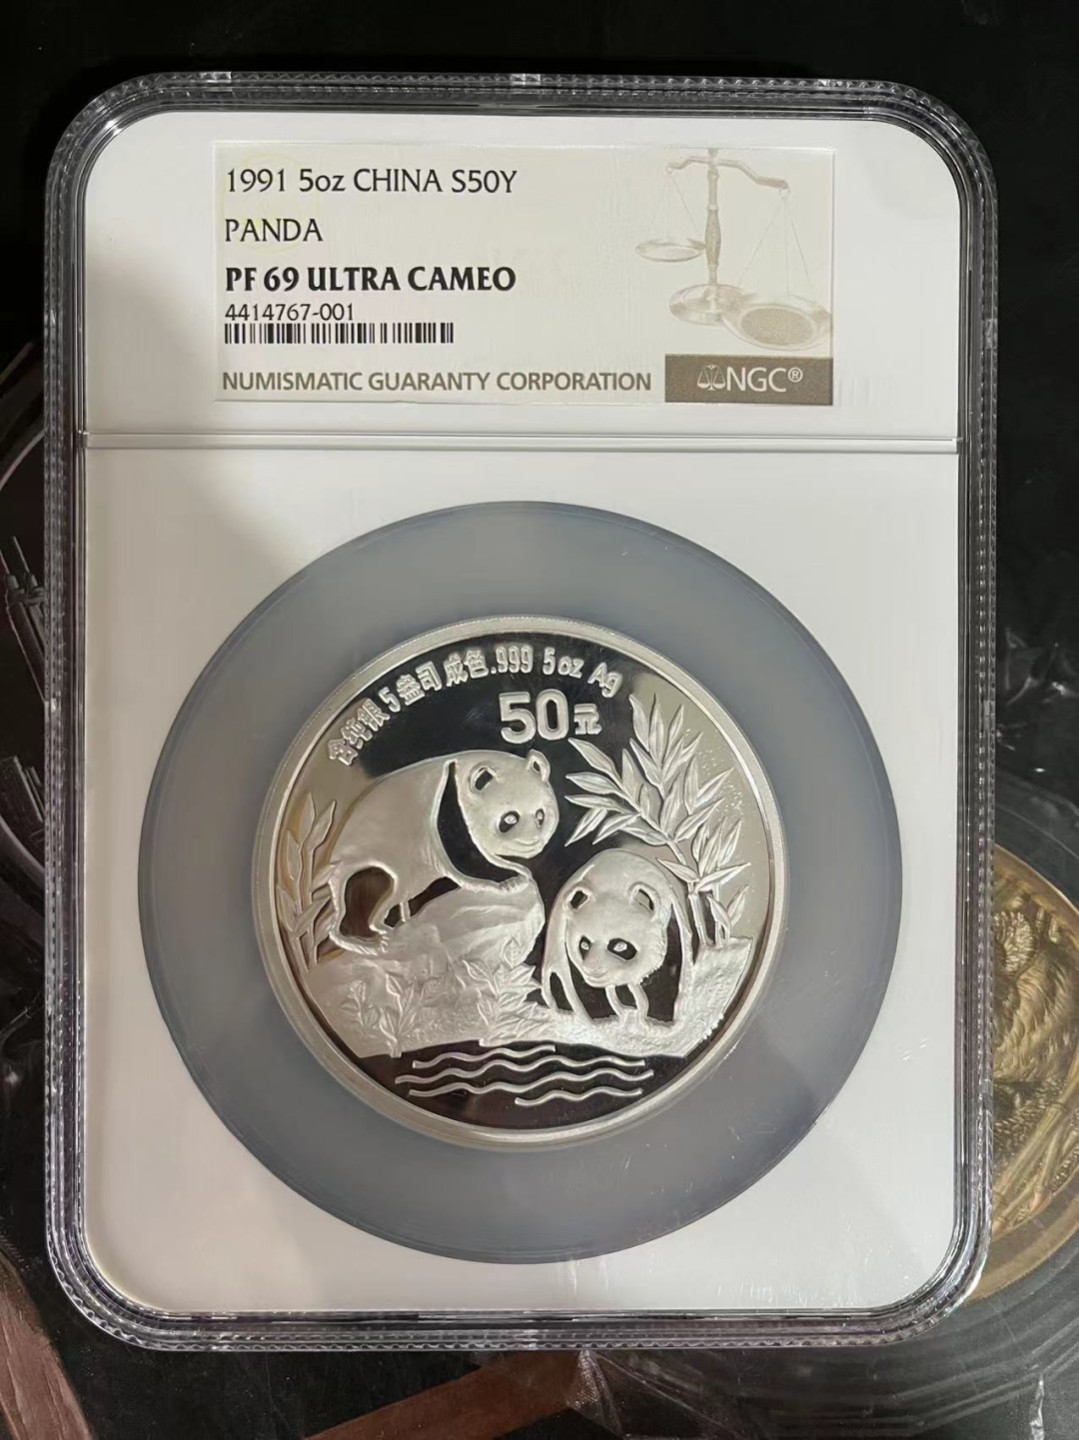 1991 5oz CHINA S50Y
PANDA
PF 69 ULTRA CAMEO
4414767-001
NUMISMATIC GUARANTY CORPORATION
NGC®
含纯银5盎司成色.999 5oz Ag
50元